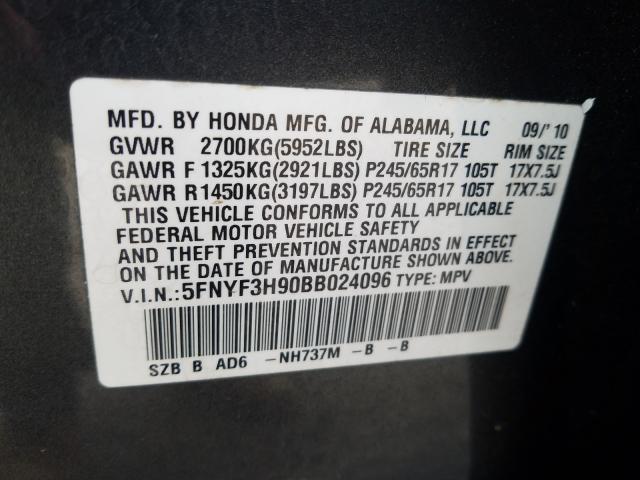 MFD. BY HONDA MFG. OF ALABAMA, LLC 09/'10
GVWR 2700KG(5952LBS) TIRE SIZE RIM SIZE
GAWR F 1325KG(2921LBS) P245/65R17 105T 17X7.5J
GAWR R 1450KG(3197LBS) P245/65R17 105T 17X7.5J
THIS VEHICLE CONFORMS TO ALL APPLICABLE
FEDERAL MOTOR VEHICLE SAFETY
AND THEFT PREVENTION STANDARDS IN EFFECT
ON THE DATE OF MANUFACTURE SHOWN ABOVE.
V.I.N.:5FNYF3H90BB024096 TYPE: MPV
SZB B AD6 -NH737M -B -B